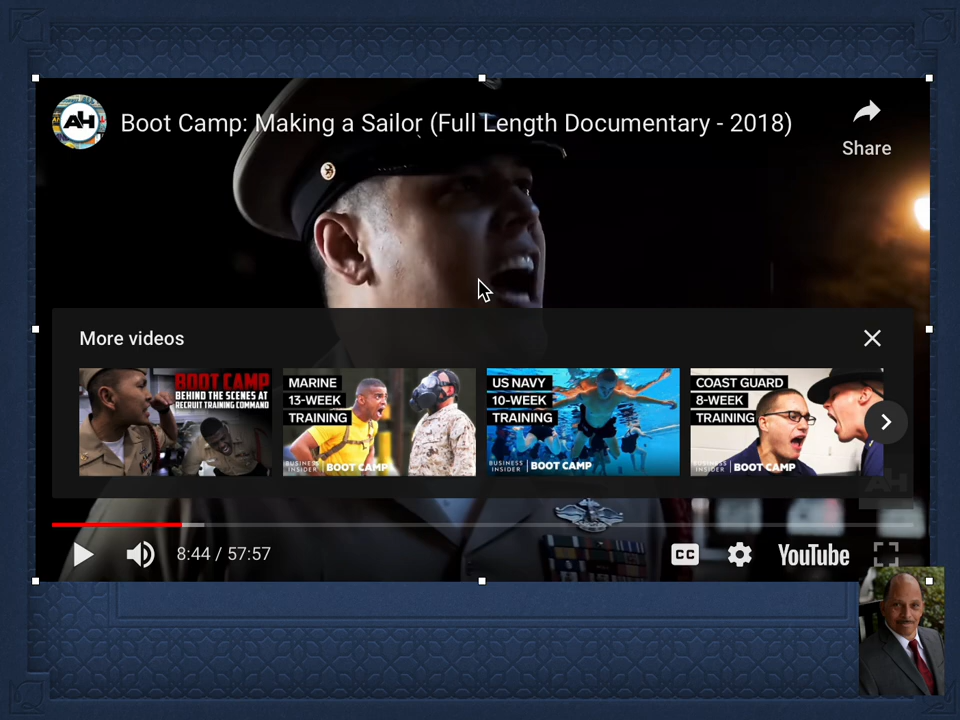 AH
Boot Camp: Making a Sailor (Full Length Documentary - 2018)
Share
More videos
BOOT CAMP
BEHIND THE SCENES AT
RECRUIT TRAINING COMMAND
MARINE
13-WEEK
TRAINING
BUSINESS
INSIDER
BOOT CAMP
US NAVY
10-WEEK
TRAINING
BUSINESS
INSIDER
BOOT CAMP
COAST GUARD
8-WEEK
TRAINING
BUSINESS
INSIDER
BOOT CAMP
AH
8:44 / 57:57
CC
YouTube